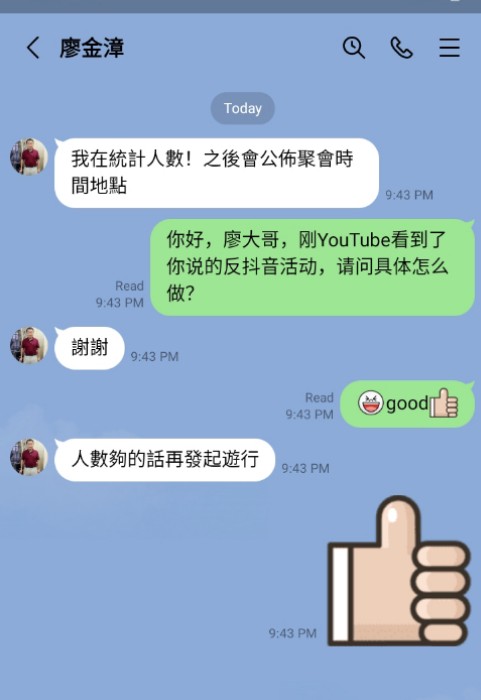 廖金漳
Today
我在統計人數！之後會公佈聚會時
間地點
9:43 PM
你好，廖大哥，刚YouTube看到了
你说的反抖音活动，请问具体怎么
做？
Read
9:43 PM
謝謝
9:43 PM
good
Read
9:43 PM
人數夠的話再發起遊行
9:43 PM
9:43 PM